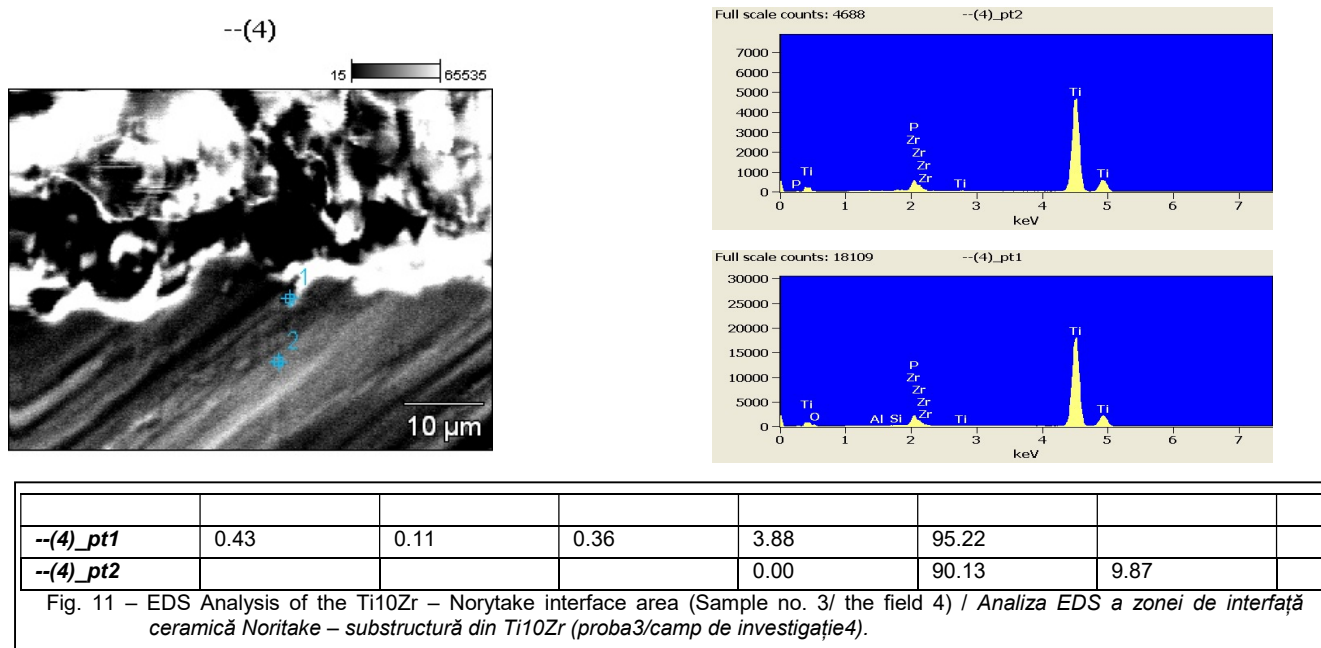 --(4)
15 65535
1
2
10 µm
Full scale counts: 4688 --(4)_pt2
7000
6000
5000
4000
3000
2000
1000
0
P
Ti
P
Zr
Zr
Zr
Zr
Ti
Ti
Ti
0 1 2 3 4 5 6 7
keV
Full scale counts: 18109 --(4)_pt1
30000
25000
20000
15000
10000
5000
0
Ti
O
Al Si
P
Zr
Zr
Zr
Zr
Ti
Ti
Ti
0 1 2 3 4 5 6 7
keV
--(4)_pt1 0.43 0.11 0.36 3.88 95.22
--(4)_pt2 0.00 90.13 9.87
Fig. 11 – EDS Analysis of the Ti10Zr – Norytake interface area (Sample no. 3/ the field 4) / Analiza EDS a zonei de interfață
ceramică Noritake – substructură din Ti10Zr (proba3/camp de investigație4).